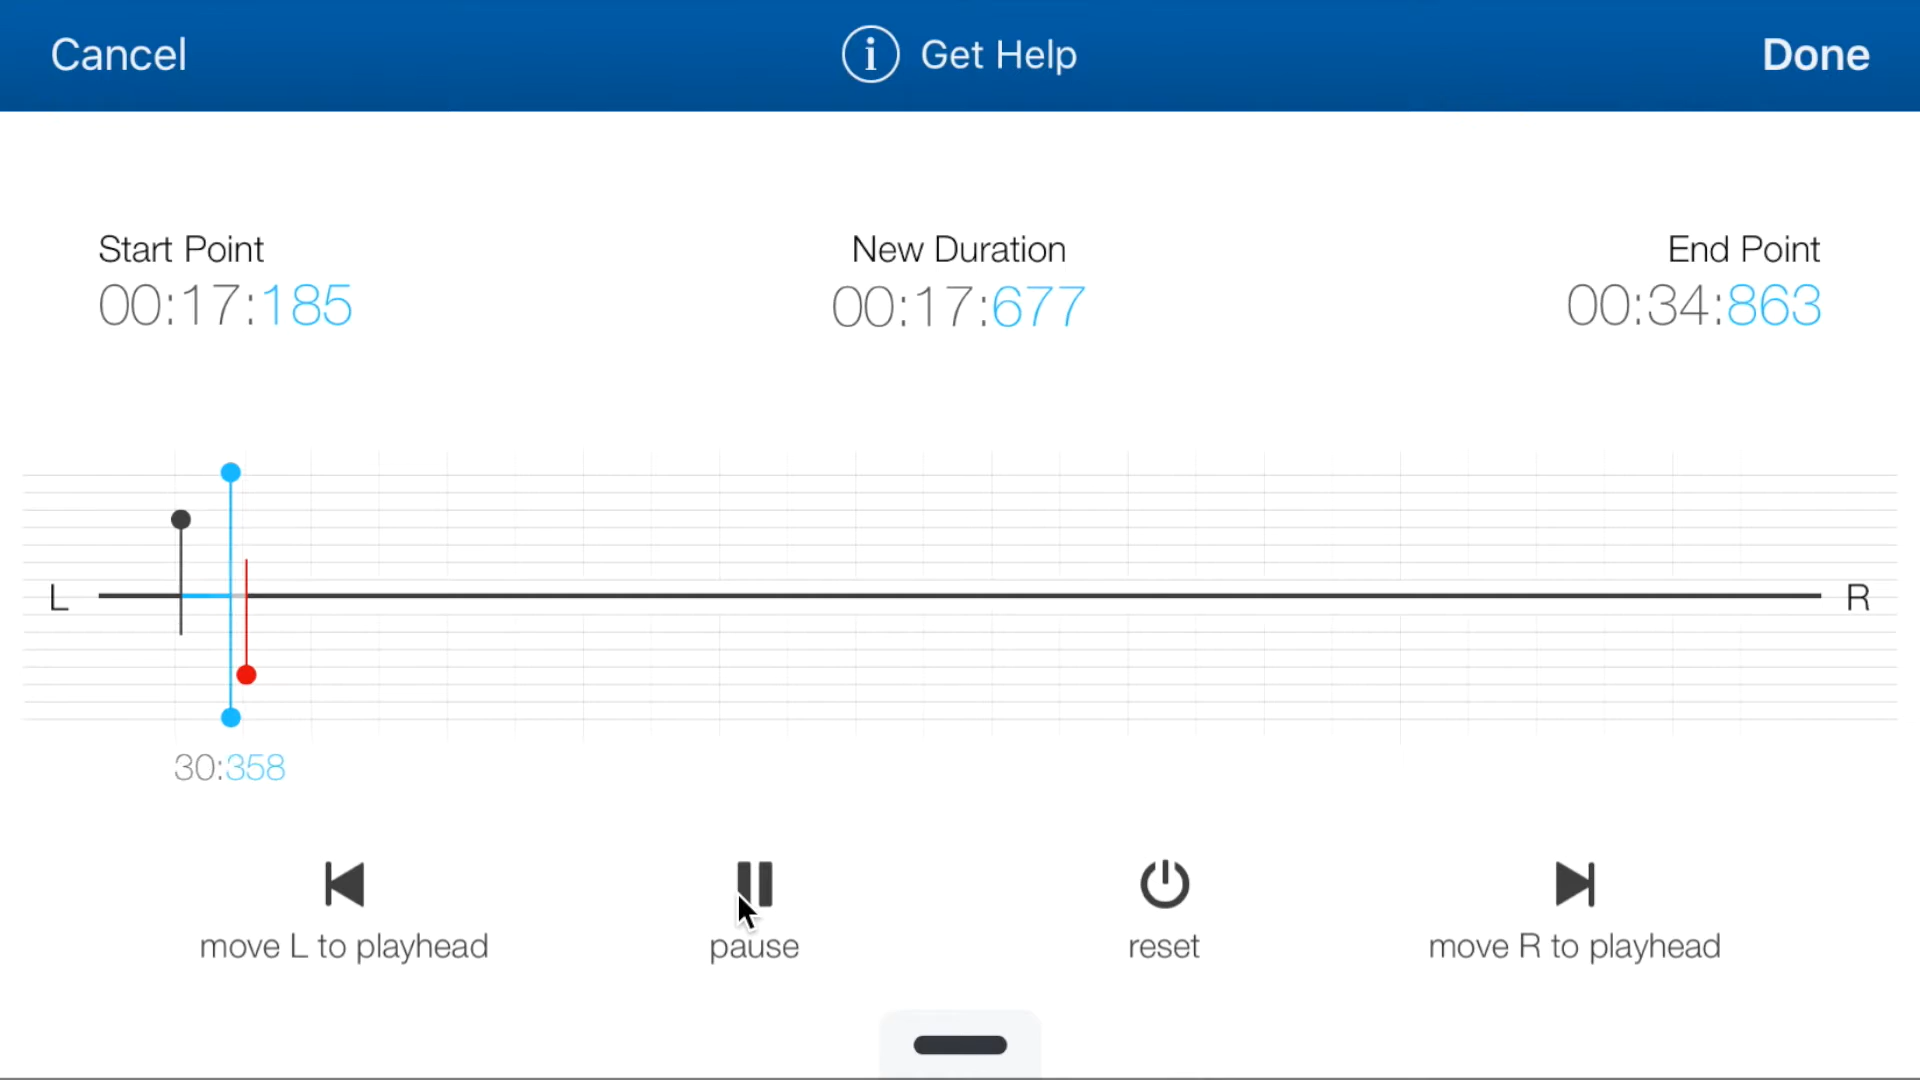 Cancel
i Get Help
Done
Start Point
00:17:185
New Duration
00:17:677
End Point
00:34:863
L
R
30:358
move L to playhead
pause
reset
move R to playhead